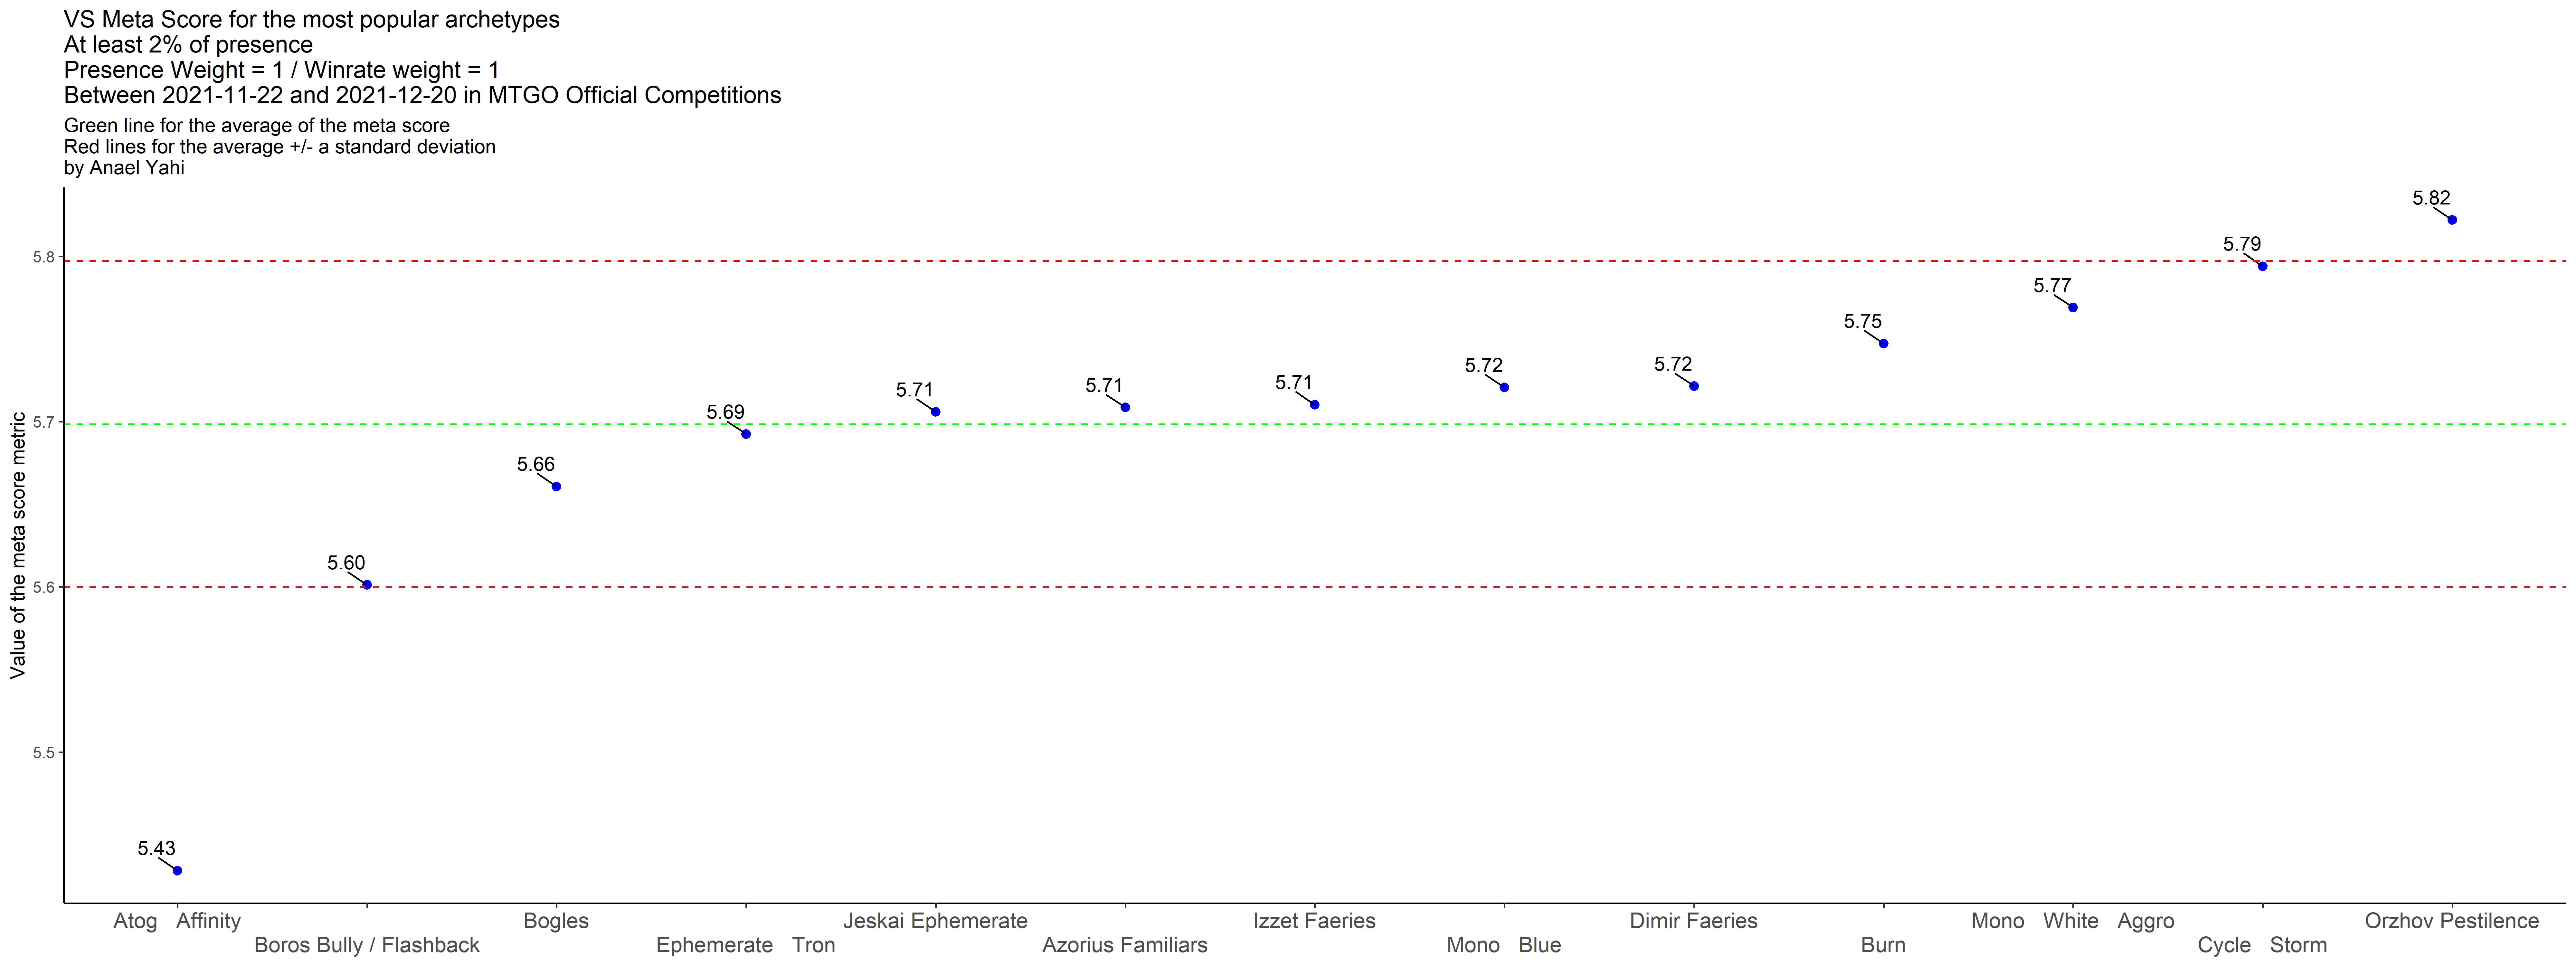 VS Meta Score for the most popular archetypes
At least 2% of presence
Presence Weight = 1 / Winrate weight = 1
Between 2021-11-22 and 2021-12-20 in MTGO Official Competitions
Green line for the average of the meta score
Red lines for the average +/- a standard deviation
by Anael Yahi
Value of the meta score metric
5.8
5.7
5.6
5.5
5.43
5.60
5.66
5.69
5.71
5.71
5.71
5.72
5.72
5.75
5.77
5.79
5.82
Atog Affinity
Boros Bully / Flashback
Bogles
Ephemerate Tron
Jeskai Ephemerate
Azorius Familiars
Izzet Faeries
Mono Blue
Dimir Faeries
Burn
Mono White Aggro
Cycle Storm
Orzhov Pestilence